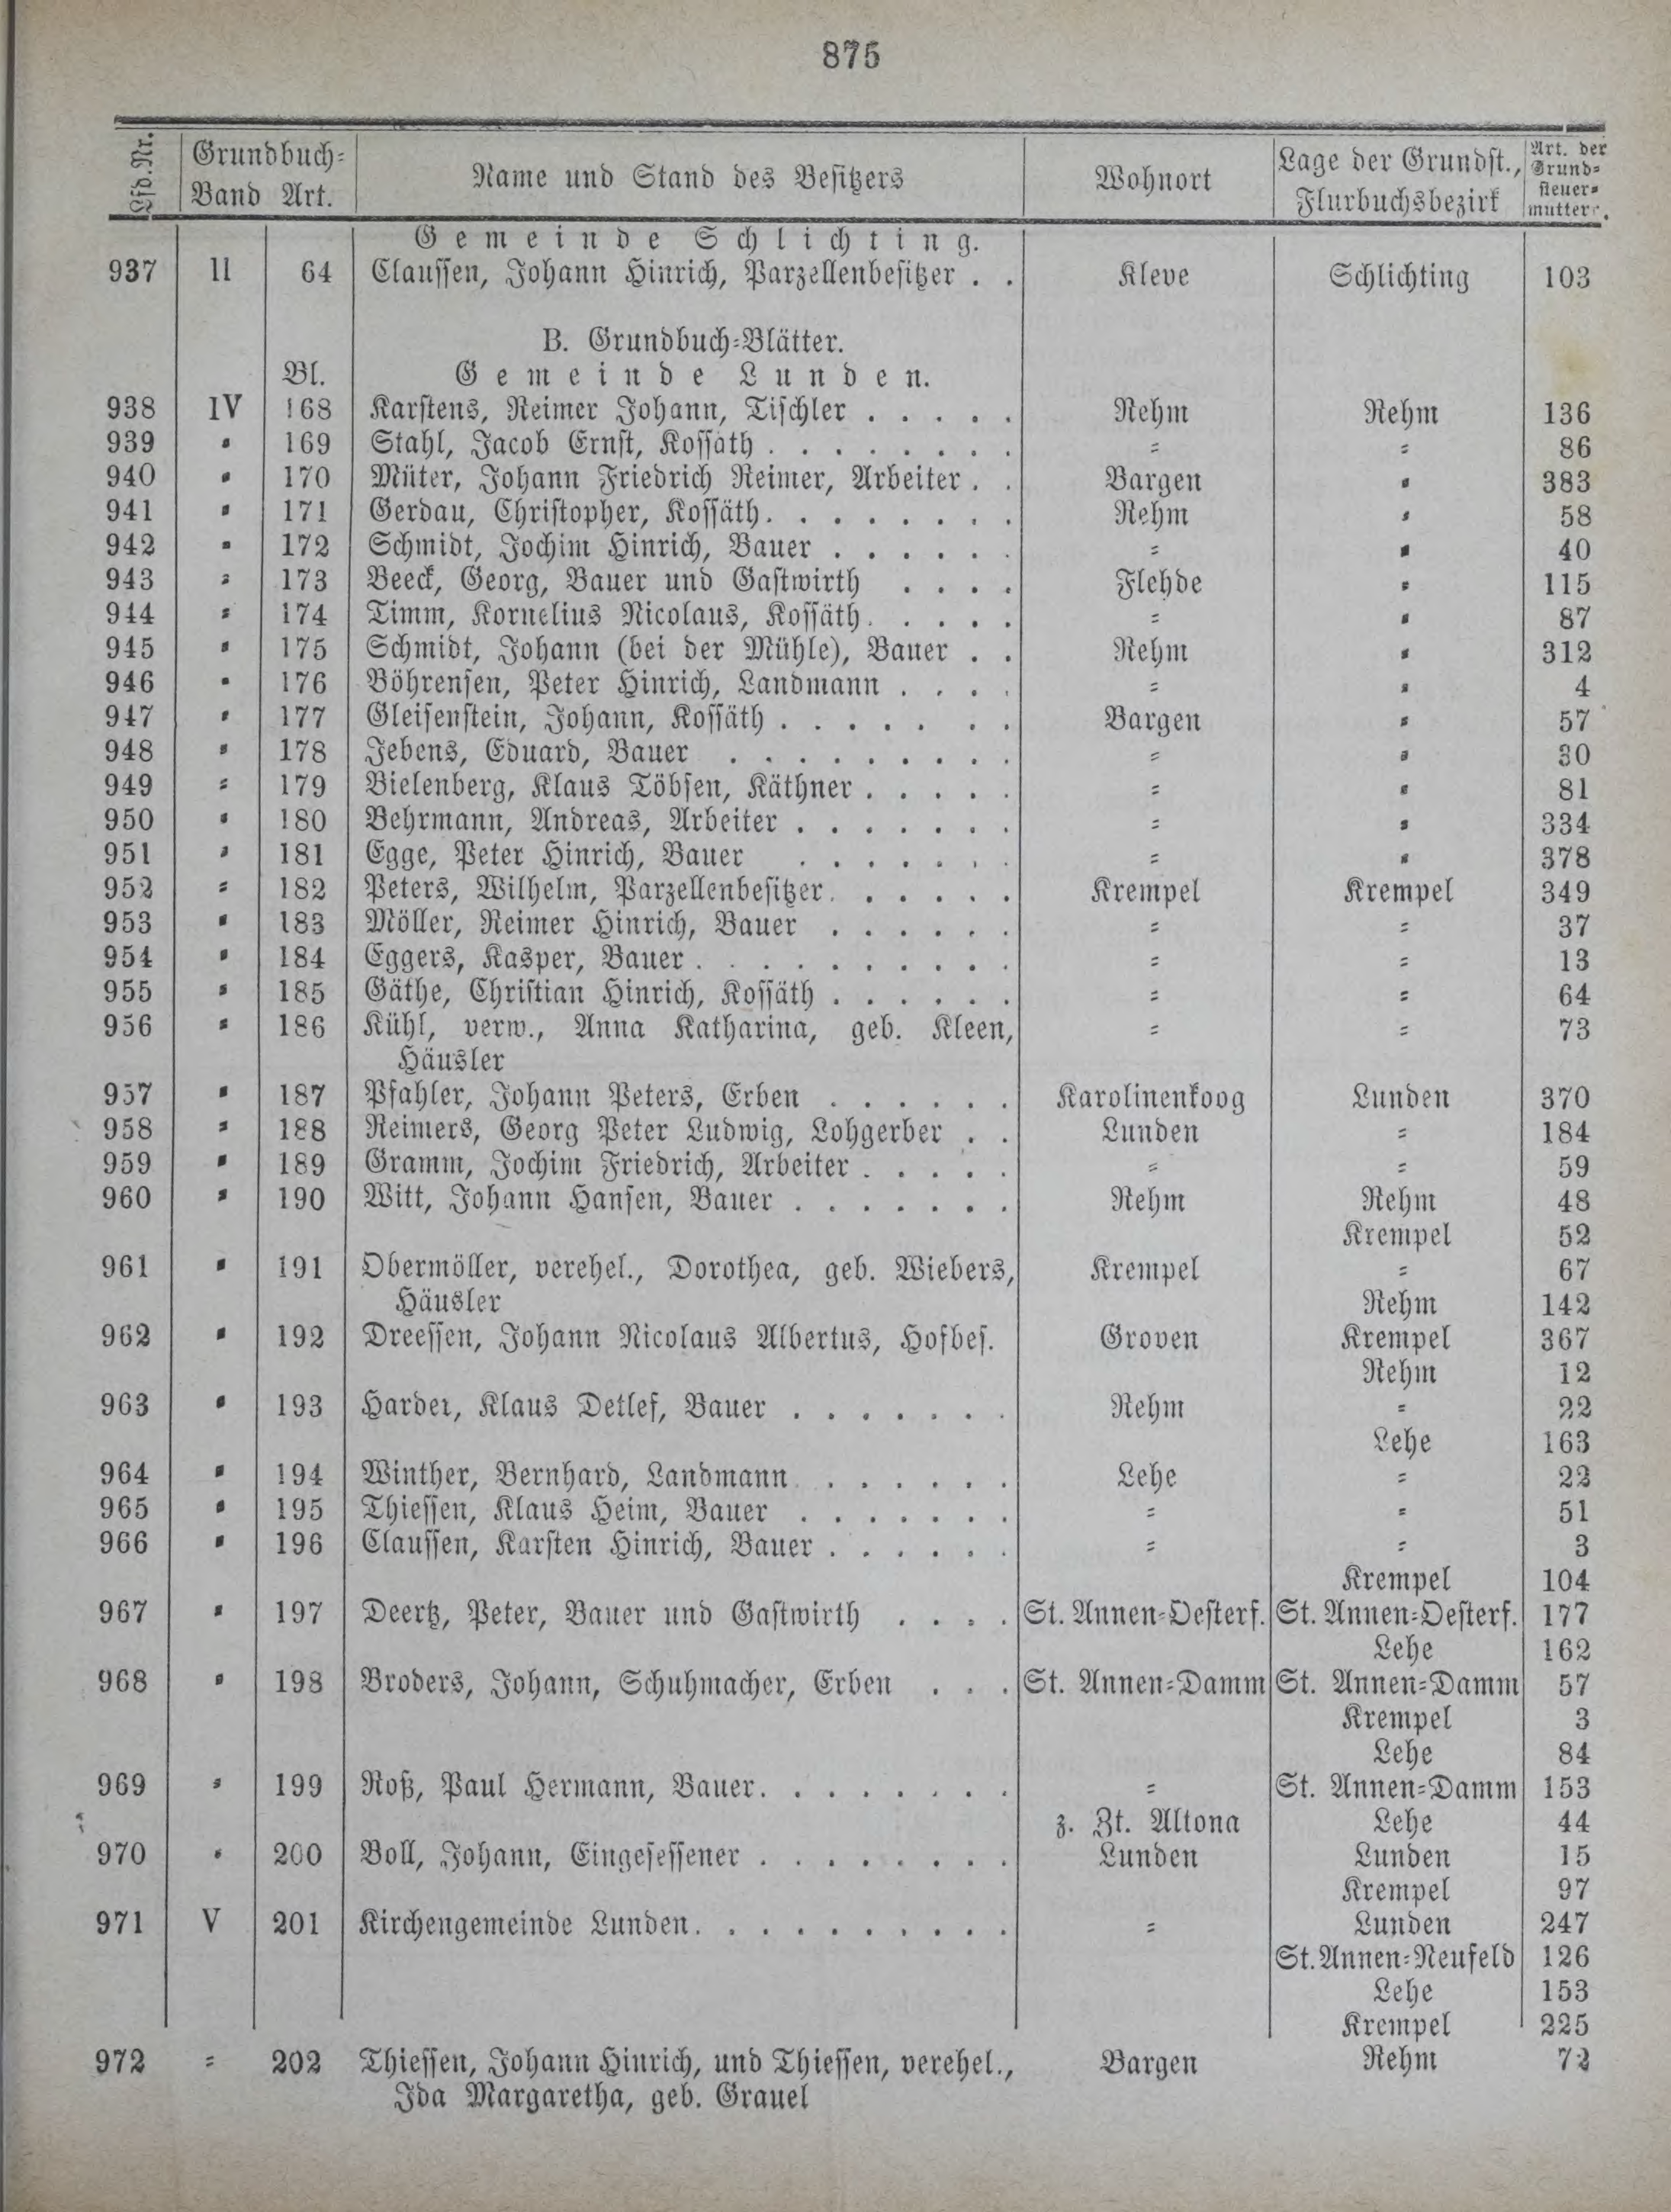 875
Lfd. Nr. Grundbuch= Band Art. Name und Stand des Besitzers Wohnort Lage der Grundst., Flurbuchsbezirk Art. der Grund= steuer= mutterr.
Gemeinde Schlichting.
937 II 64 Claussen, Johann Hinrich, Parzellenbesitzer . . Kleve Schlichting 103
B. Grundbuch=Blätter.
Bl. Gemeinde Lunden.
938 IV 168 Karstens, Reimer Johann, Tischler . . . . . Rehm Rehm 136
939 = 169 Stahl, Jacob Ernst, Kossäth . . . . . . . . = = 86
940 = 170 Müter, Johann Friedrich Reimer, Arbeiter . . Bargen = 383
941 = 171 Gerdau, Christopher, Kossäth . . . . . . . . Rehm = 58
942 = 172 Schmidt, Jochim Hinrich, Bauer . . . . . . = = 40
943 = 173 Beeck, Georg, Bauer und Gastwirth . . . . Flehde = 115
944 = 174 Timm, Kornelius Nicolaus, Kossäth . . . . . = = 87
945 = 175 Schmidt, Johann (bei der Mühle), Bauer . . Rehm = 312
946 = 176 Böhrensen, Peter Hinrich, Landmann . . . . = = 4
947 = 177 Gleisenstein, Johann, Kossäth . . . . . . . Bargen = 57
948 = 178 Jebens, Eduard, Bauer . . . . . . . . . = = 30
949 = 179 Bielenberg, Klaus Töbsen, Käthner . . . . . = = 81
950 = 180 Behrmann, Andreas, Arbeiter . . . . . . . = = 334
951 = 181 Egge, Peter Hinrich, Bauer . . . . . . . = = 378
952 = 182 Peters, Wilhelm, Parzellenbesitzer . . . . . . Krempel Krempel 349
953 = 183 Möller, Reimer Hinrich, Bauer . . . . . . = = 37
954 = 184 Eggers, Kasper, Bauer . . . . . . . . . . = = 13
955 = 185 Gäthe, Christian Hinrich, Kossäth . . . . . . = = 64
956 = 186 Kühl, verw., Anna Katharina, geb. Kleen, = = 73
Häusler
957 = 187 Pfahler, Johann Peters, Erben . . . . . . Karolinenkoog Lunden 370
958 = 188 Reimers, Georg Peter Ludwig, Lohgerber . . Lunden = 184
959 = 189 Gramm, Jochim Friedrich, Arbeiter . . . . . = = 59
960 = 190 Witt, Johann Hansen, Bauer . . . . . . . Rehm Rehm 48
Krempel 52
961 = 191 Obermöller, verehel., Dorothea, geb. Wiebers, Krempel = 67
Häusler Rehm 142
962 = 192 Dreessen, Johann Nicolaus Albertus, Hofbes. Groven Krempel 367
Rehm 12
963 = 193 Harder, Klaus Detlef, Bauer . . . . . . . Rehm = 22
Lehe 163
964 = 194 Winther, Bernhard, Landmann . . . . . . . Lehe = 22
965 = 195 Thiessen, Klaus Heim, Bauer . . . . . . . = = 51
966 = 196 Claussen, Karsten Hinrich, Bauer . . . . . . = = 3
Krempel 104
967 = 197 Deertz, Peter, Bauer und Gastwirth . . . . St. Annen=Oesterf. St. Annen=Oesterf. 177
Lehe 162
968 = 198 Broders, Johann, Schuhmacher, Erben . . . St. Annen=Damm St. Annen=Damm 57
Krempel 3
Lehe 84
969 = 199 Roß, Paul Hermann, Bauer . . . . . . . . = St. Annen=Damm 153
z. Zt. Altona Lehe 44
970 = 200 Boll, Johann, Eingesessener . . . . . . . . Lunden Lunden 15
Krempel 97
971 V 201 Kirchengemeinde Lunden . . . . . . . . . . = Lunden 247
St. Annen=Neufeld 126
Lehe 153
Krempel 225
972 = 202 Thiessen, Johann Hinrich, und Thiessen, verehel., Bargen Rehm 72
Ida Margaretha, geb. Grauel